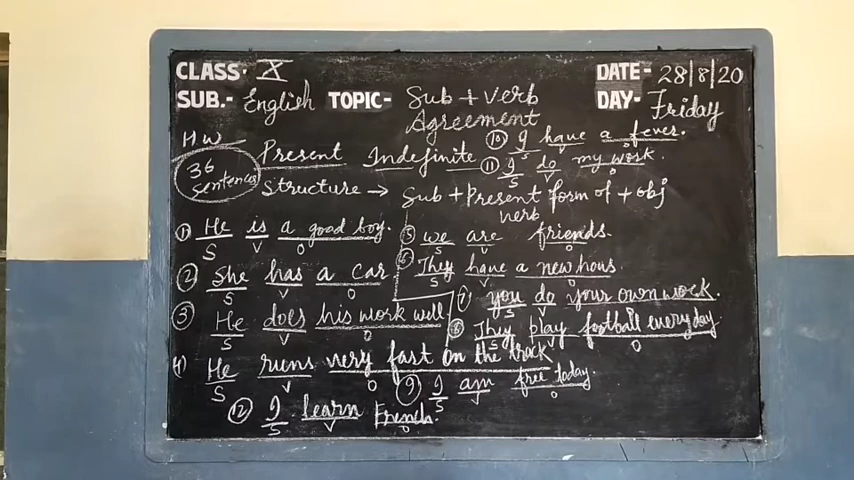 CLASS- X
DATE- 28/8/20
SUB.- English TOPIC- Sub + verb Agreement
DAY- Friday
HW
36 sentences
Present Indefinite
Structure → Sub + Present form of verb + obj
① He is a good boy.
S V O
② She has a car
S V O
③ He does his work well
S V O
④ He runs very fast on the track
S V O
⑤ we are friends.
S V O
⑥ They have a new hous.
S V O
⑦ you do your own work.
S V O
⑧ They play football everyday
S V O
⑨ I am free today.
S V O
⑩ I have a fever.
S V O
⑪ I do my work.
S V O
⑫ I learn French.
S V O